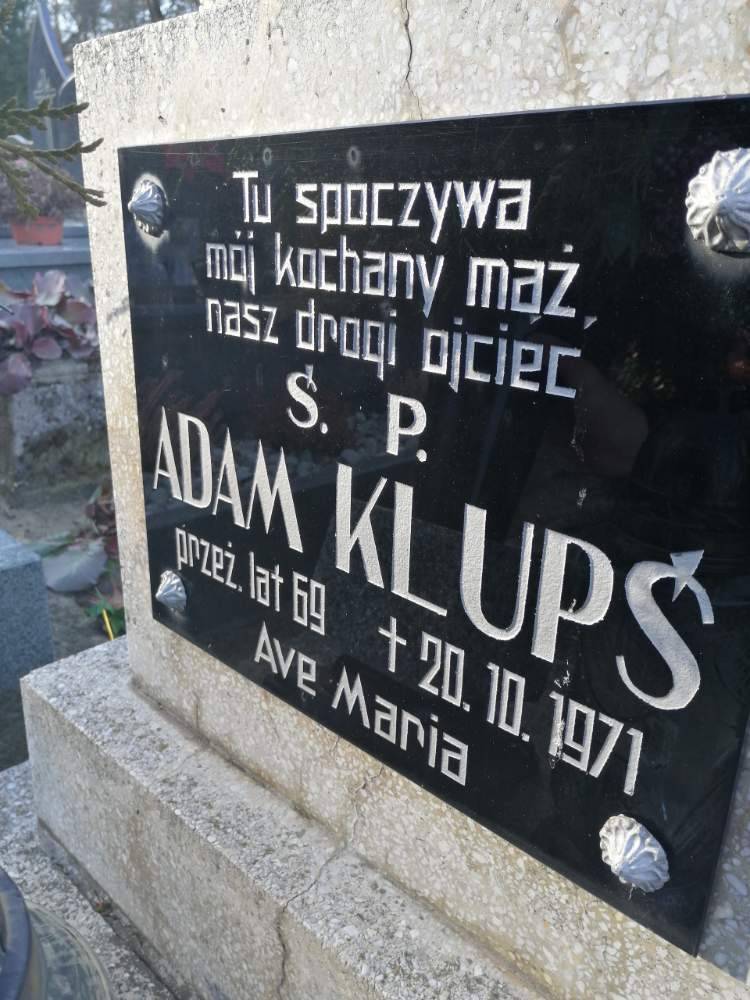 Tu spoczywa
mój kochany mąż,
nasz drogi ojciec
Ś. P.
ADAM KLUPŚ
przeż. lat 69 ✝ 20. 10. 1971
Ave Maria